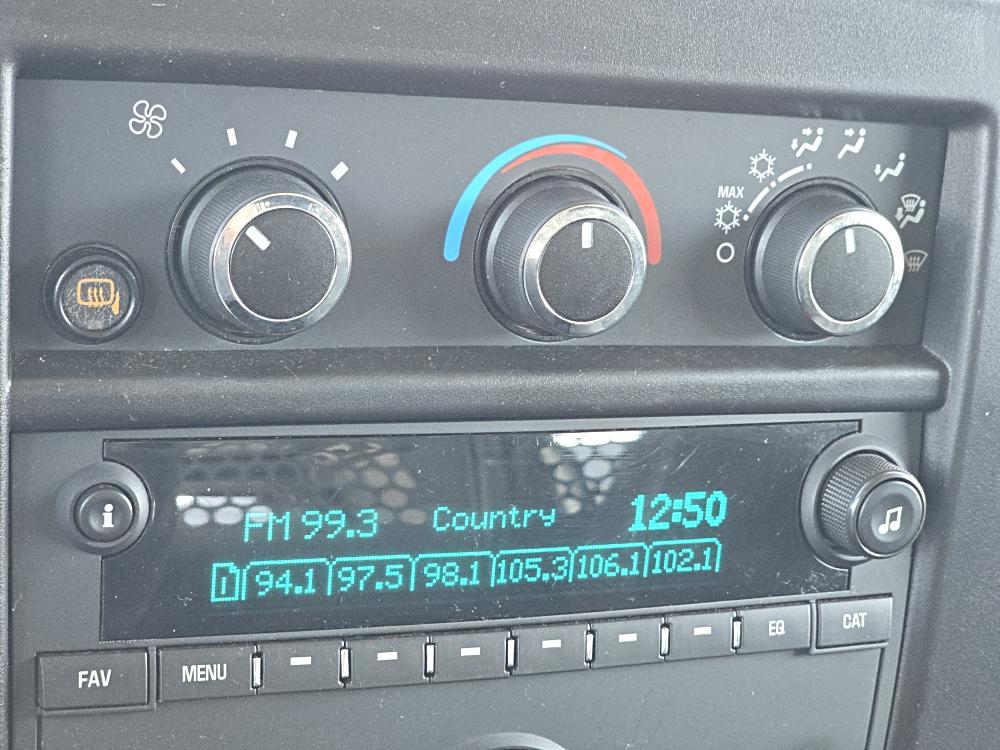 MAX
i
FM 99.3 Country 12:50
1 94.1 97.5 98.1 105.3 106.1 102.1
FAV MENU EQ CAT